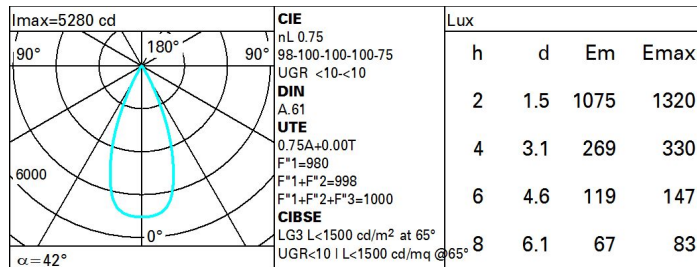 Imax=5280 cd
90°
180°
90°
6000
0°
α=42°
CIE
nL 0.75
98-100-100-100-75
UGR <10-<10
DIN
A.61
UTE
0.75A+0.00T
F"1=980
F"1+F"2=998
F"1+F"2+F"3=1000
CIBSE
LG3 L<1500 cd/m² at 65°
UGR<10 | L<1500 cd/mq @65°
Lux
h d Em Emax
2 1.5 1075 1320
4 3.1 269 330
6 4.6 119 147
8 6.1 67 83